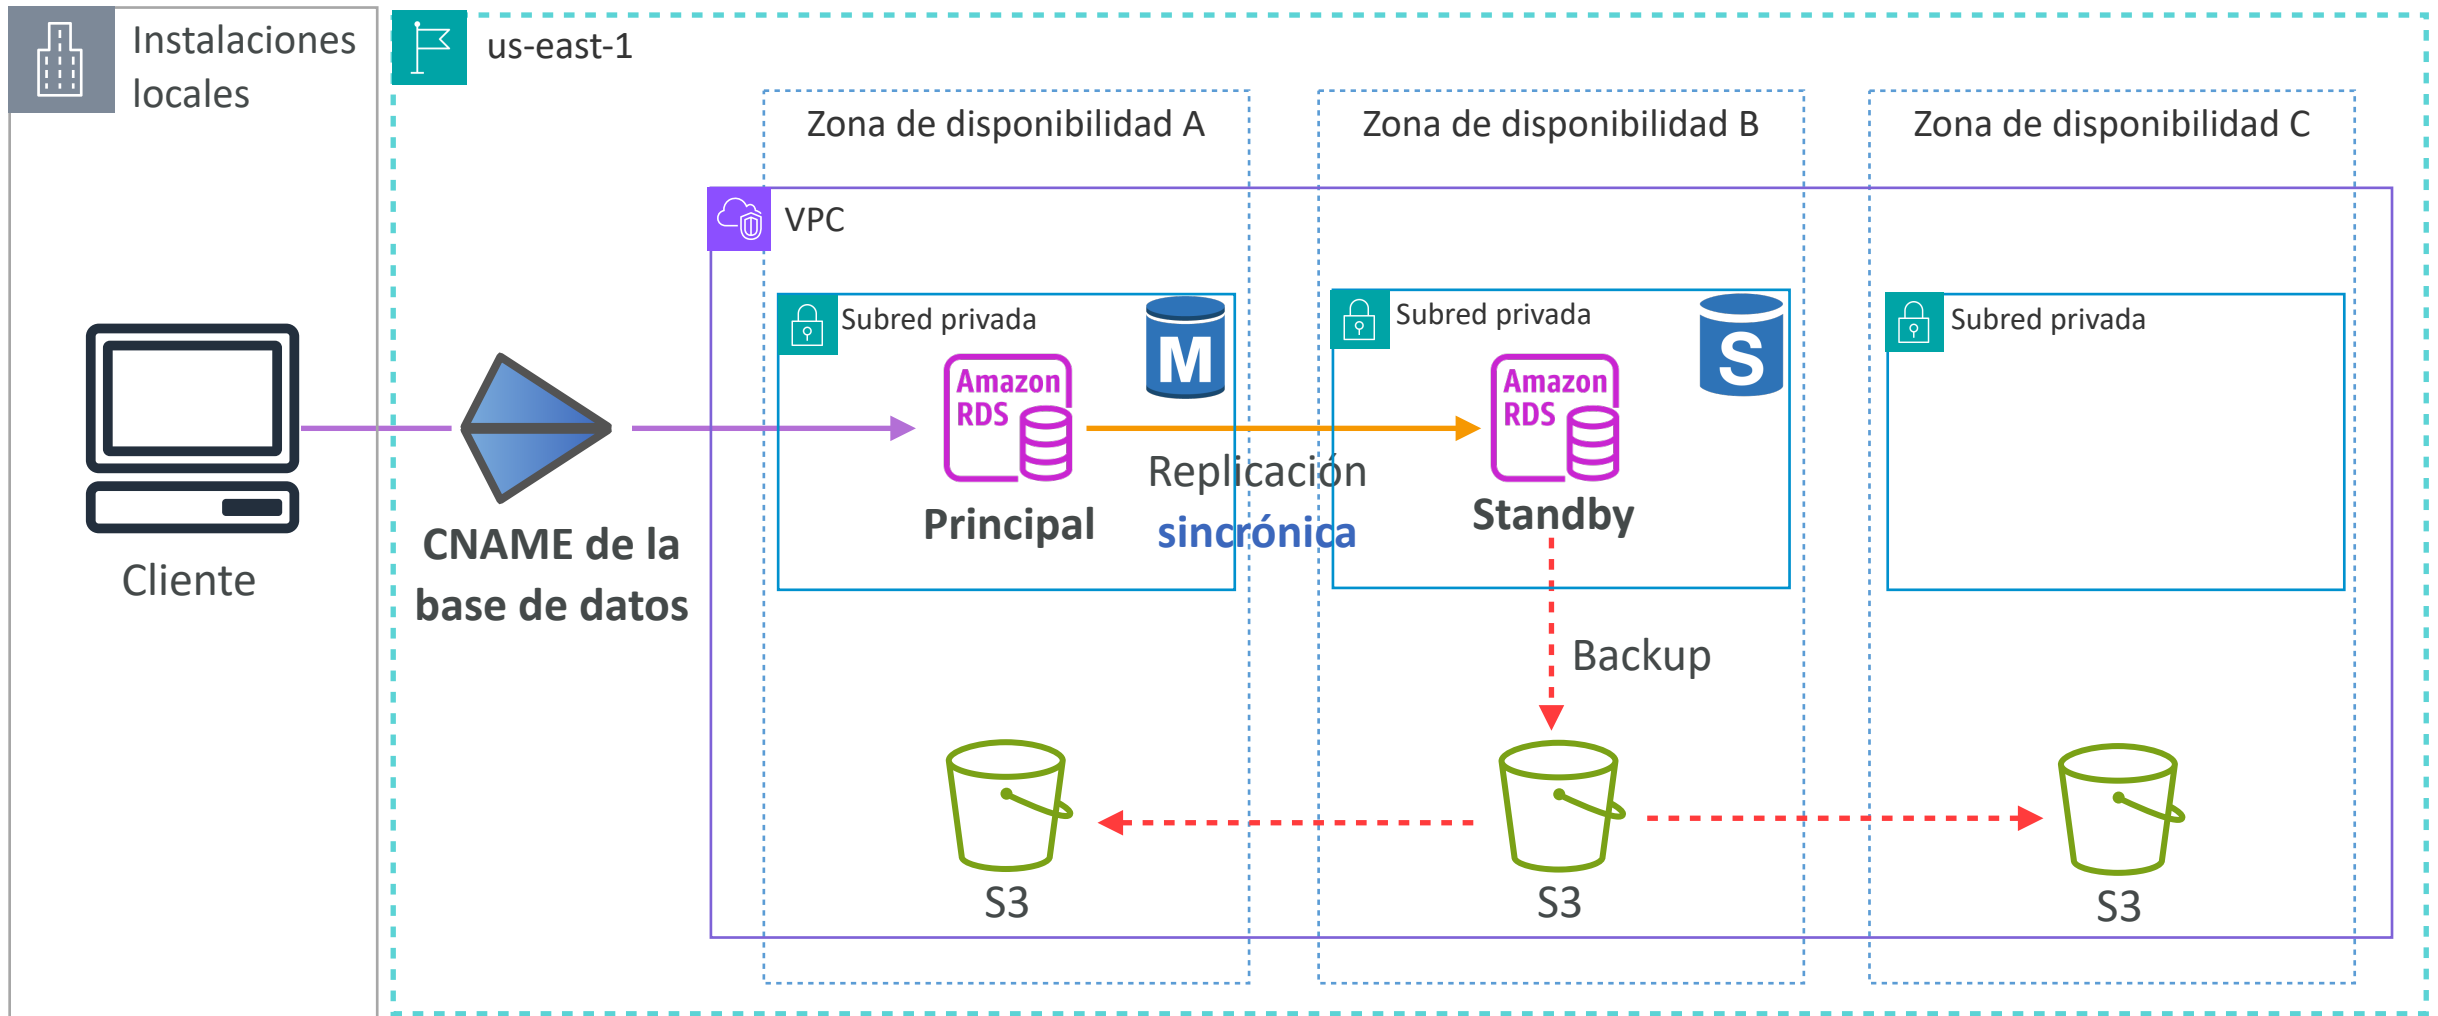 Instalaciones
locales
us-east-1
Zona de disponibilidad A
Zona de disponibilidad B
Zona de disponibilidad C
VPC
Subred privada
M
Subred privada
S
Subred privada
Amazon
RDS
Amazon
RDS
Replicación
sincrónica
Principal
Standby
CNAME de la
base de datos
Cliente
Backup
S3
S3
S3